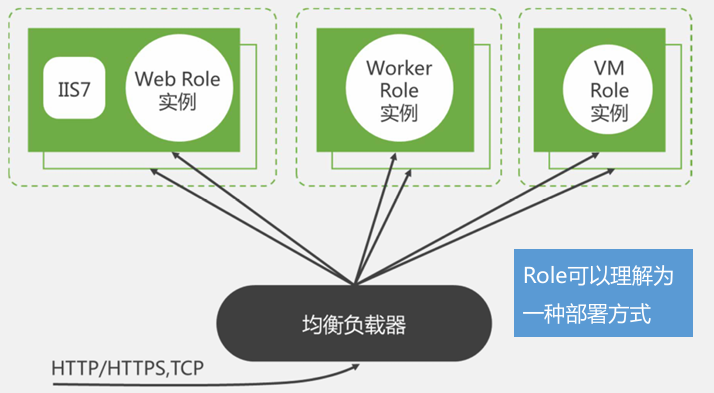 IIS7
Web Role
实例
Worker
Role
实例
VM
Role
实例
Role可以理解为
一种部署方式
均衡负载器
HTTP/HTTPS,TCP